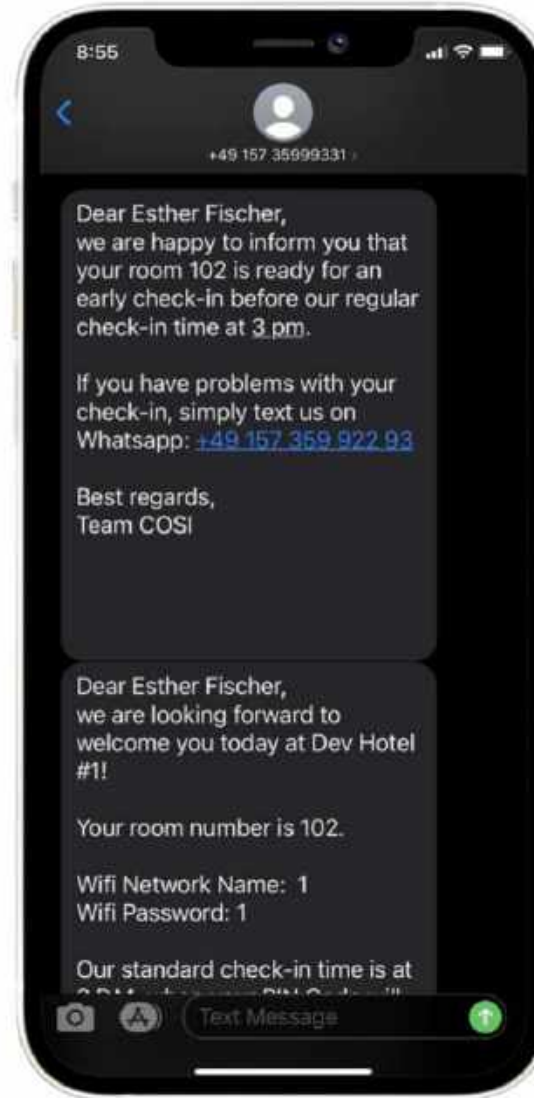 8:55
+49 157 35999331
Dear Esther Fischer,
we are happy to inform you that
your room 102 is ready for an
early check-in before our regular
check-in time at 3 pm.
If you have problems with your
check-in, simply text us on
Whatsapp: +49 157 359 922 93
Best regards,
Team COSI
Dear Esther Fischer,
we are looking forward to
welcome you today at Dev Hotel
#1!
Your room number is 102.
Wifi Network Name:  1
Wifi Password: 1
Our standard check-in time is at
Text Message